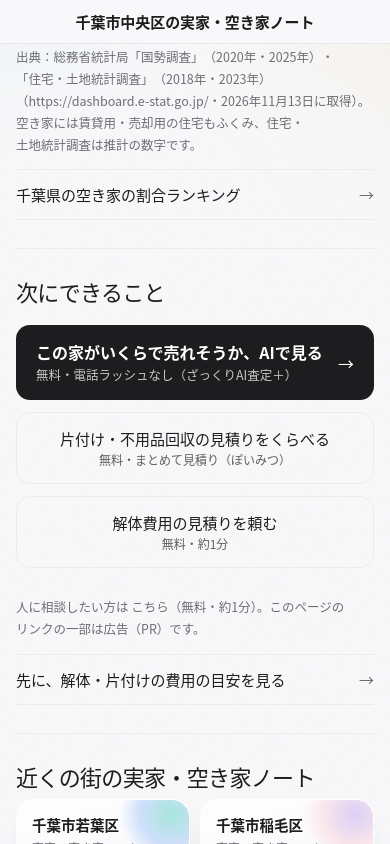 千葉市中央区の実家・空き家ノート
出典：総務省統計局「国勢調査」（2020年・2025年）・
「住宅・土地統計調査」（2018年・2023年）
（https://dashboard.e-stat.go.jp/・2026年11月13日に取得）。
空き家には賃貸用・売却用の住宅もふくみ、住宅・
土地統計調査は推計の数字です。
千葉県の空き家の割合ランキング →
次にできること
この家がいくらで売れそうか、AIで見る →
無料・電話ラッシュなし（ざっくりAI査定＋）
片付け・不用品回収の見積りをくらべる
無料・まとめて見積り（ぽいみつ）
解体費用の見積りを頼む
無料・約1分
人に相談したい方は こちら（無料・約1分）。このページの
リンクの一部は広告（PR）です。
先に、解体・片付けの費用の目安を見る →
近くの街の実家・空き家ノート
千葉市若葉区 千葉市稲毛区